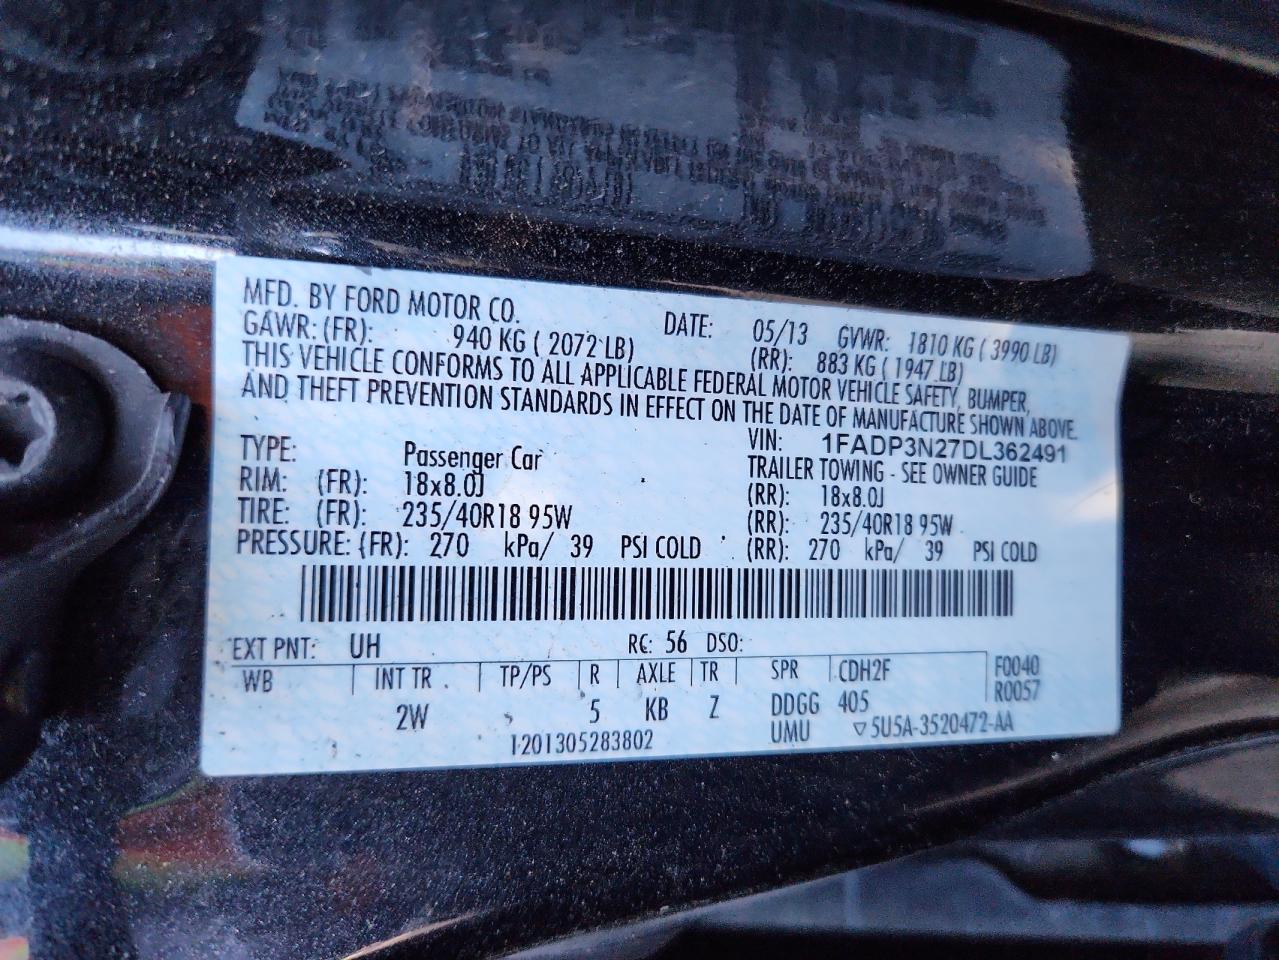 MFD. BY FORD MOTOR CO. DATE: 05/13 GVWR: 1810 KG ( 3990 LB)
GAWR: (FR): 940 KG ( 2072 LB) (RR): 883 KG ( 1947 LB)
THIS VEHICLE CONFORMS TO ALL APPLICABLE FEDERAL MOTOR VEHICLE SAFETY, BUMPER,
AND THEFT PREVENTION STANDARDS IN EFFECT ON THE DATE OF MANUFACTURE SHOWN ABOVE.
VIN: 1FADP3N27DL362491
TYPE: Passenger Car TRAILER TOWING - SEE OWNER GUIDE
RIM: (FR): 18x8.0J (RR): 18x8.0J
TIRE: (FR): 235/40R18 95W (RR): 235/40R18 95W
PRESSURE: (FR): 270 kPa/ 39 PSI COLD (RR): 270 kPa/ 39 PSI COLD
EXT PNT: UH RC: 56 DSO:
WB INT TR TP/PS R AXLE TR SPR CDH2F F0040
R0057
2W 5 KB Z DDGG 405
1201305283802 UMU ▽5U5A-3520472-AA